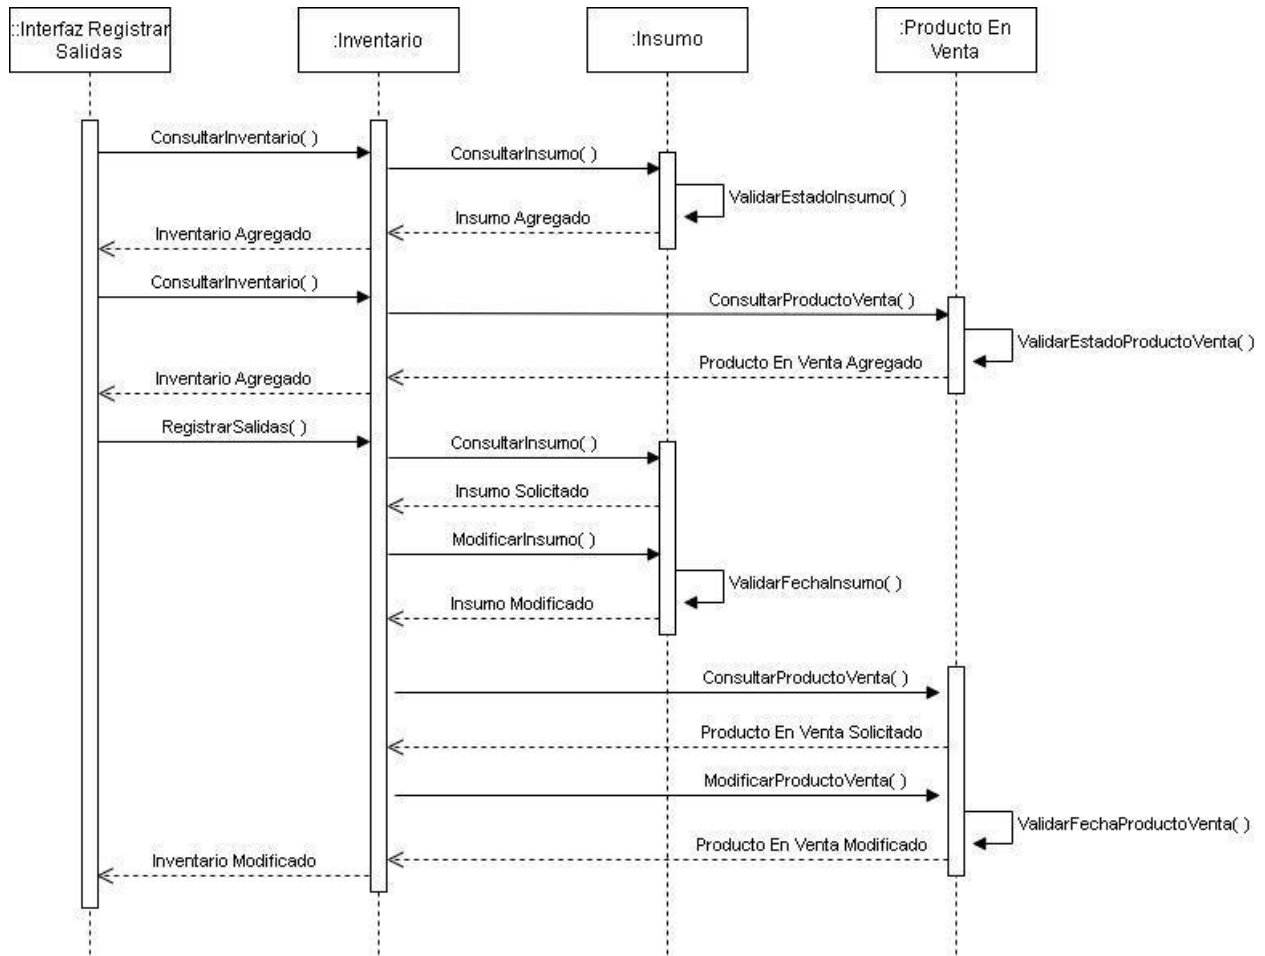 ::Interfaz Registrar
Salidas
:Inventario
:Insumo
:Producto En
Venta
ConsultarInventario( )
ConsultarInsumo( )
ValidarEstadoInsumo( )
Insumo Agregado
Inventario Agregado
ConsultarInventario( )
ConsultarProductoVenta( )
ValidarEstadoProductoVenta( )
Producto En Venta Agregado
Inventario Agregado
RegistrarSalidas( )
ConsultarInsumo( )
Insumo Solicitado
ModificarInsumo( )
ValidarFechaInsumo( )
Insumo Modificado
ConsultarProductoVenta( )
Producto En Venta Solicitado
ModificarProductoVenta( )
ValidarFechaProductoVenta( )
Producto En Venta Modificado
Inventario Modificado